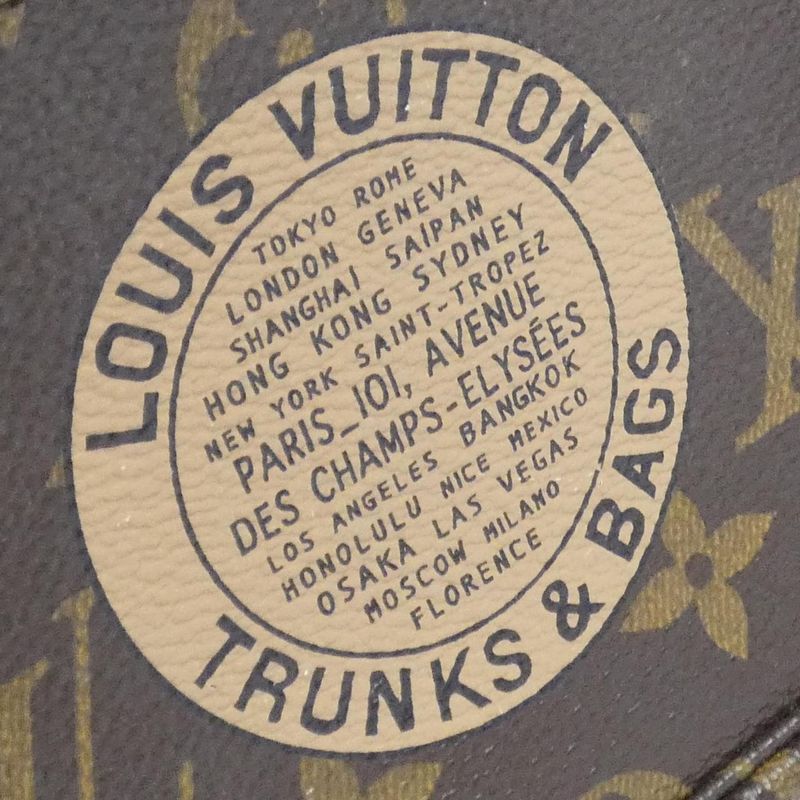 LOUIS VUITTON
TOKYO ROME
LONDON GENEVA
SHANGHAI SAIPAN
HONG KONG SYDNEY
NEW YORK SAINT-TROPEZ
PARIS_101, AVENUE
DES CHAMPS-ELYSÉES
LOS ANGELES BANGKOK
HONOLULU NICE MEXICO
OSAKA LAS VEGAS
MOSCOW MILANO
FLORENCE
TRUNKS & BAGS